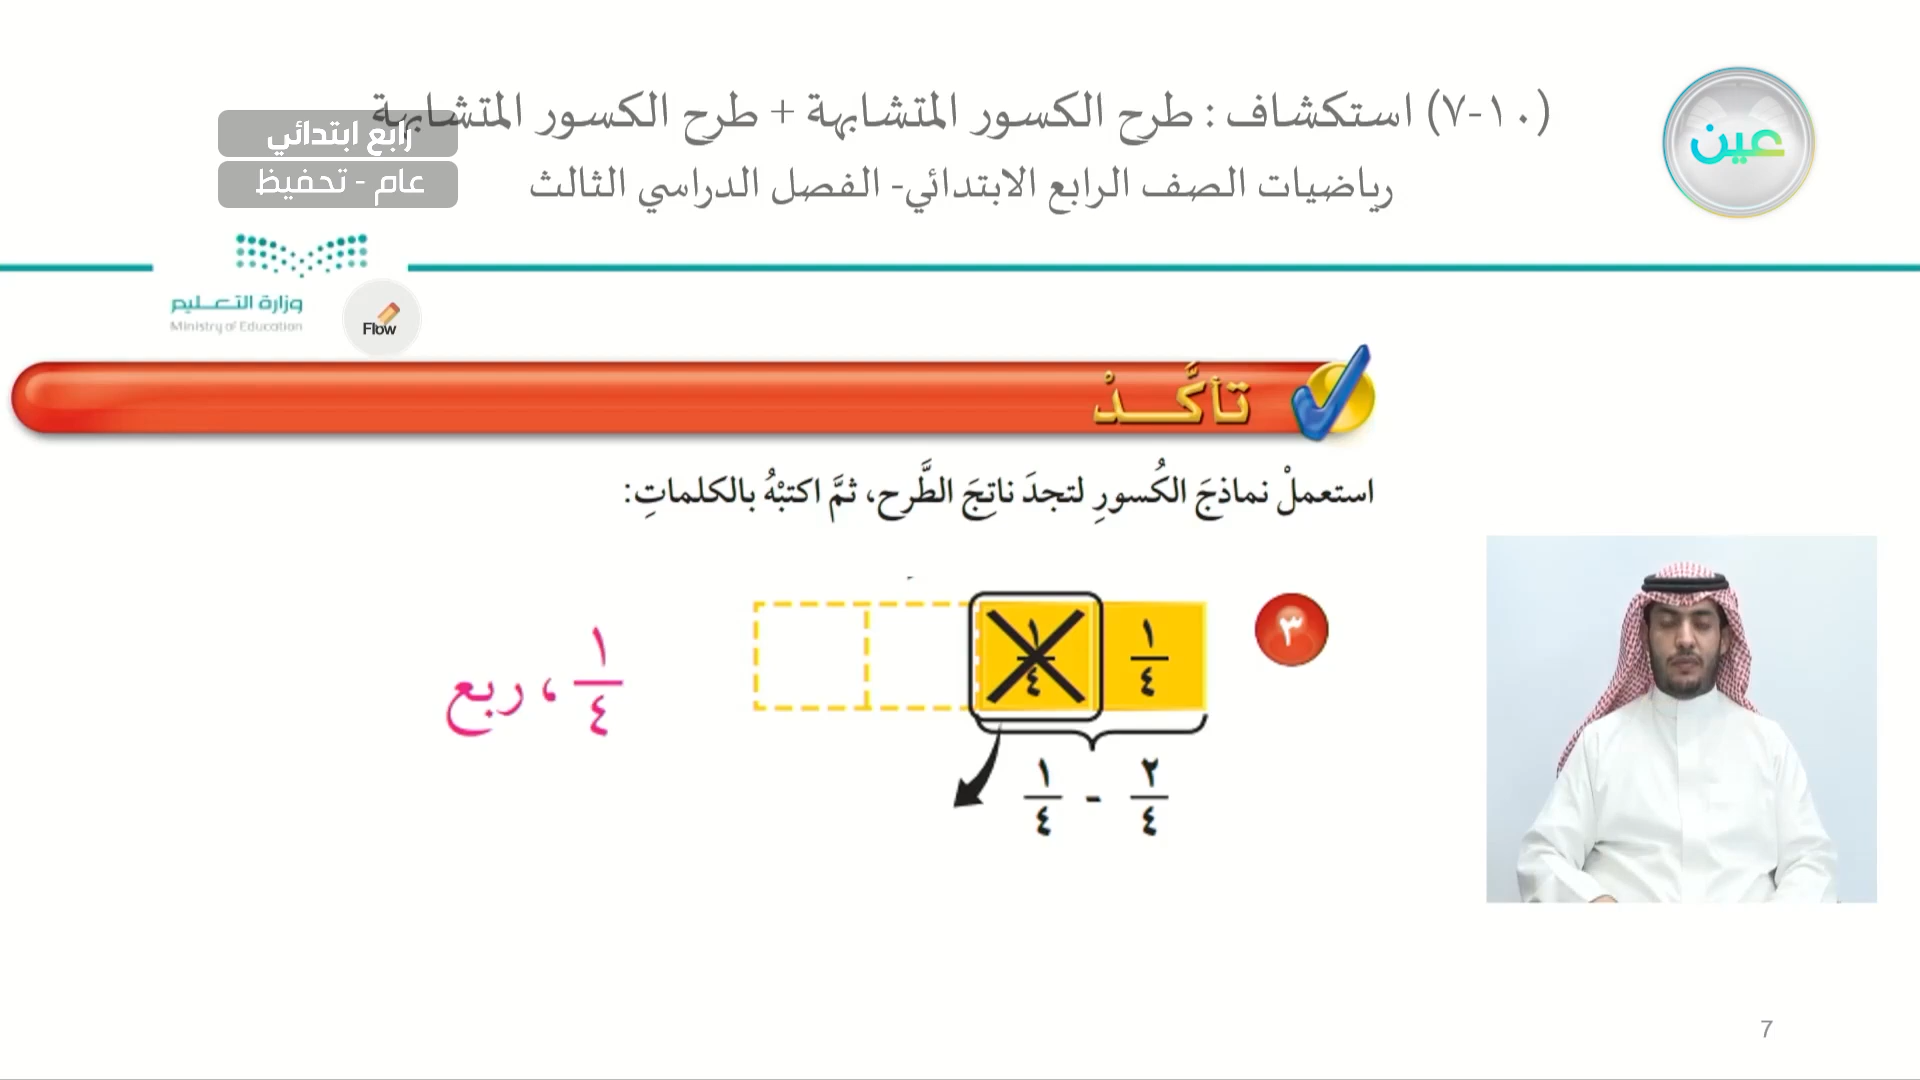 (١٠-٧) استكشاف : طرح الكسور المتشابهة + طرح الكسور المتشابهة
رياضيات الصف الرابع الابتدائي- الفصل الدراسي الثالث
رابع ابتدائي
عام - تحفيظ
عين
وزارة التعليم
Ministry of Education
Flow
تأكَّدْ
استعملْ نماذجَ الكُسورِ لتجدَ ناتِجَ الطَّرح، ثمَّ اكتبْهُ بالكلماتِ:
٣
١/٤ ١/٤
٢/٤ - ١/٤
١/٤ ، ربع
7